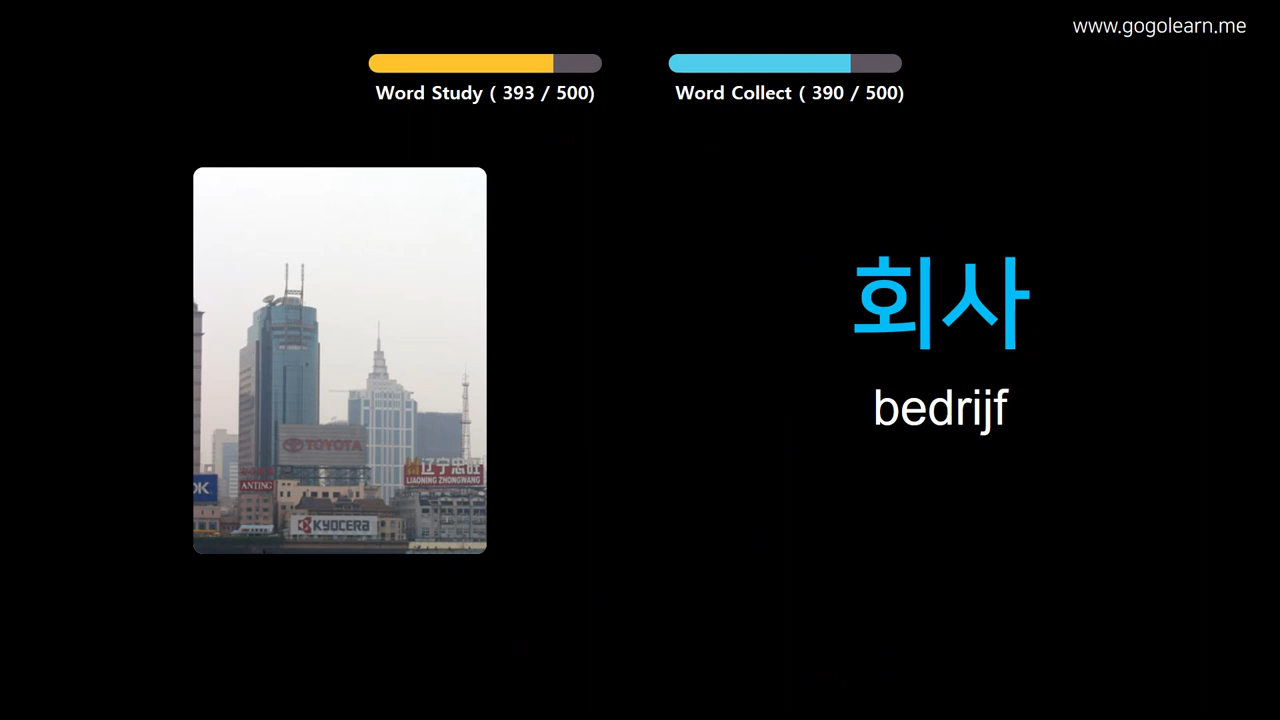 www.gogolearn.me
Word Study ( 393 / 500)
Word Collect ( 390 / 500)
회사
bedrijf
TOYOTA
辽宁忠旺
LIAONING ZHONGWANG
OK
ANTING
KYOCERA